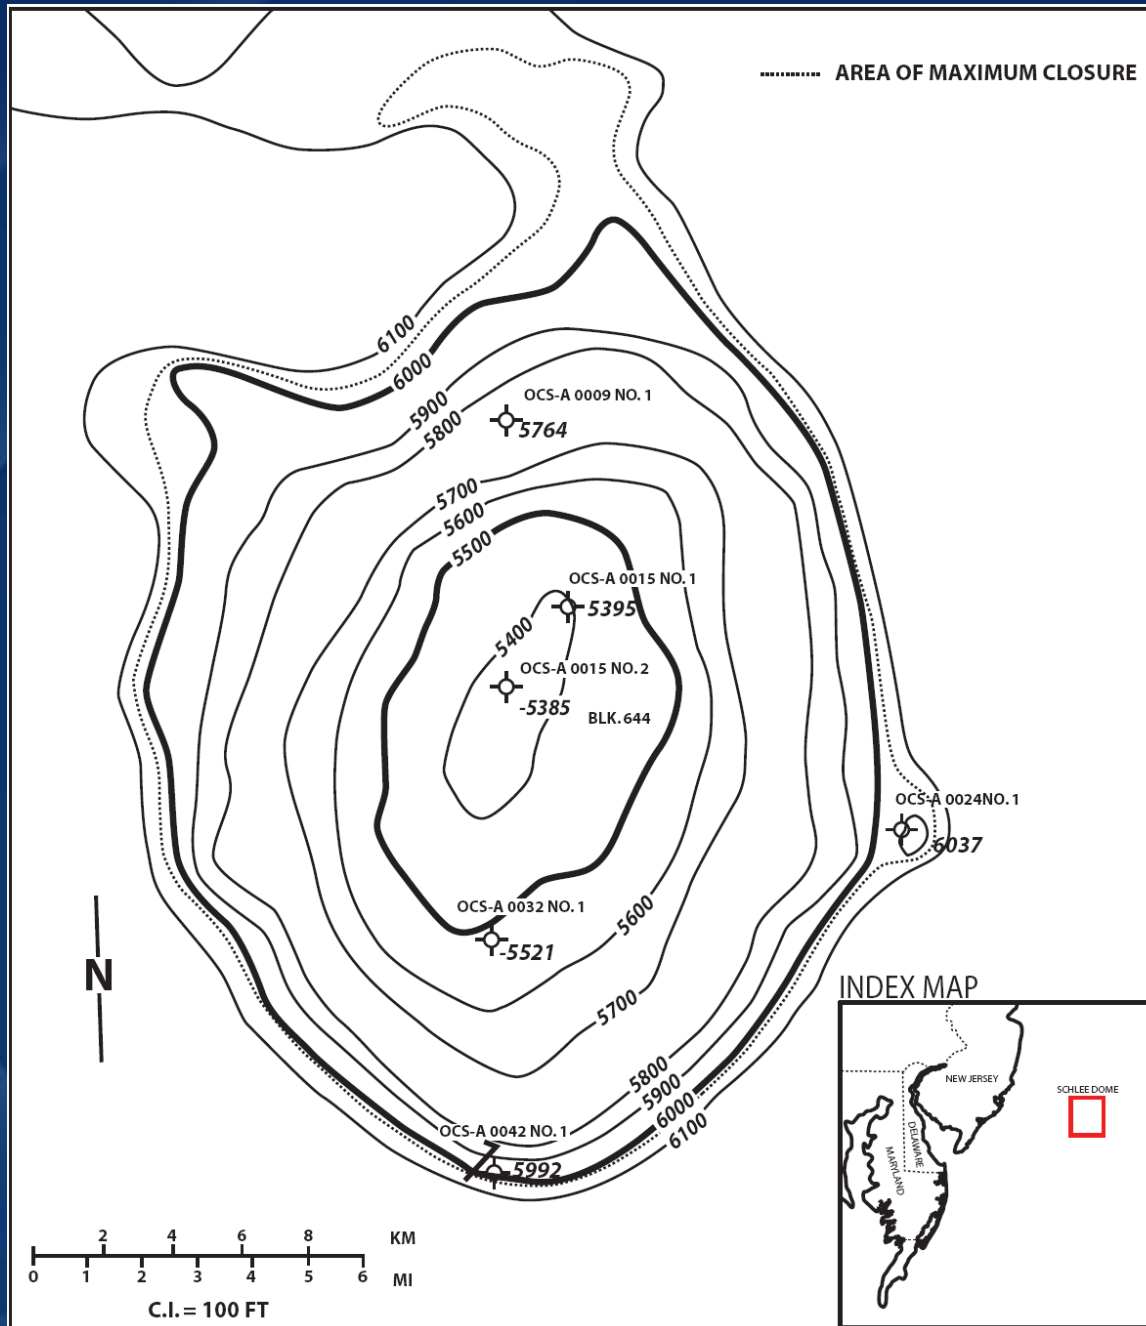 AREA OF MAXIMUM CLOSURE
6100
6000
5900
5800
OCS-A 0009 NO. 1
5764
5700
5600
5500
OCS-A 0015 NO. 1
5395
5400
OCS-A 0015 NO. 2
-5385
BLK. 644
OCS-A 0024NO. 1
6037
OCS-A 0032 NO. 1
-5521
5600
5700
5800
5900
6000
6100
OCS-A 0042 NO. 1
5992
N
INDEX MAP
NEW JERSEY
SCHLEE DOME
DELAWARE
MARYLAND
2 4 6 8 KM
0 1 2 3 4 5 6 MI
C.I. = 100 FT